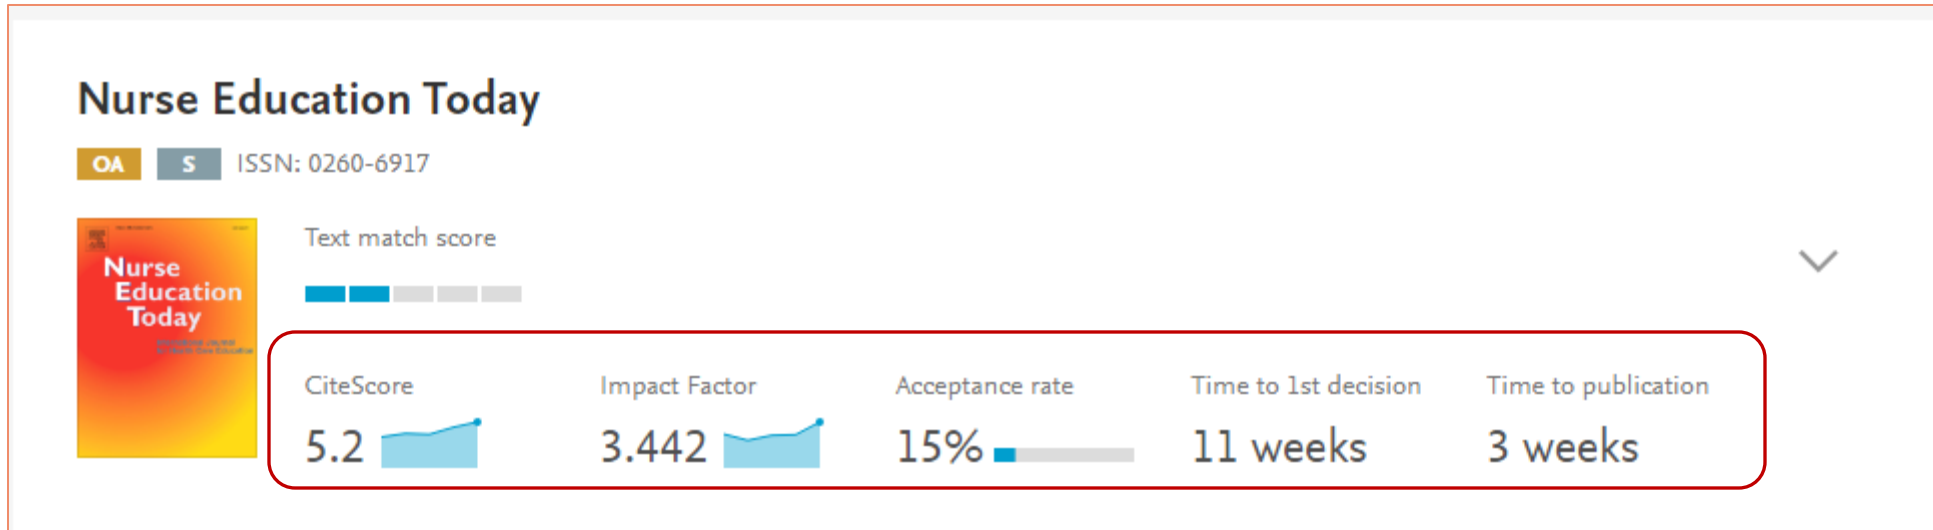 Nurse Education Today
OA S ISSN: 0260-6917
Nurse
Education
Today
Text match score
CiteScore Impact Factor Acceptance rate Time to 1st decision Time to publication
5.2 3.442 15% 11 weeks 3 weeks